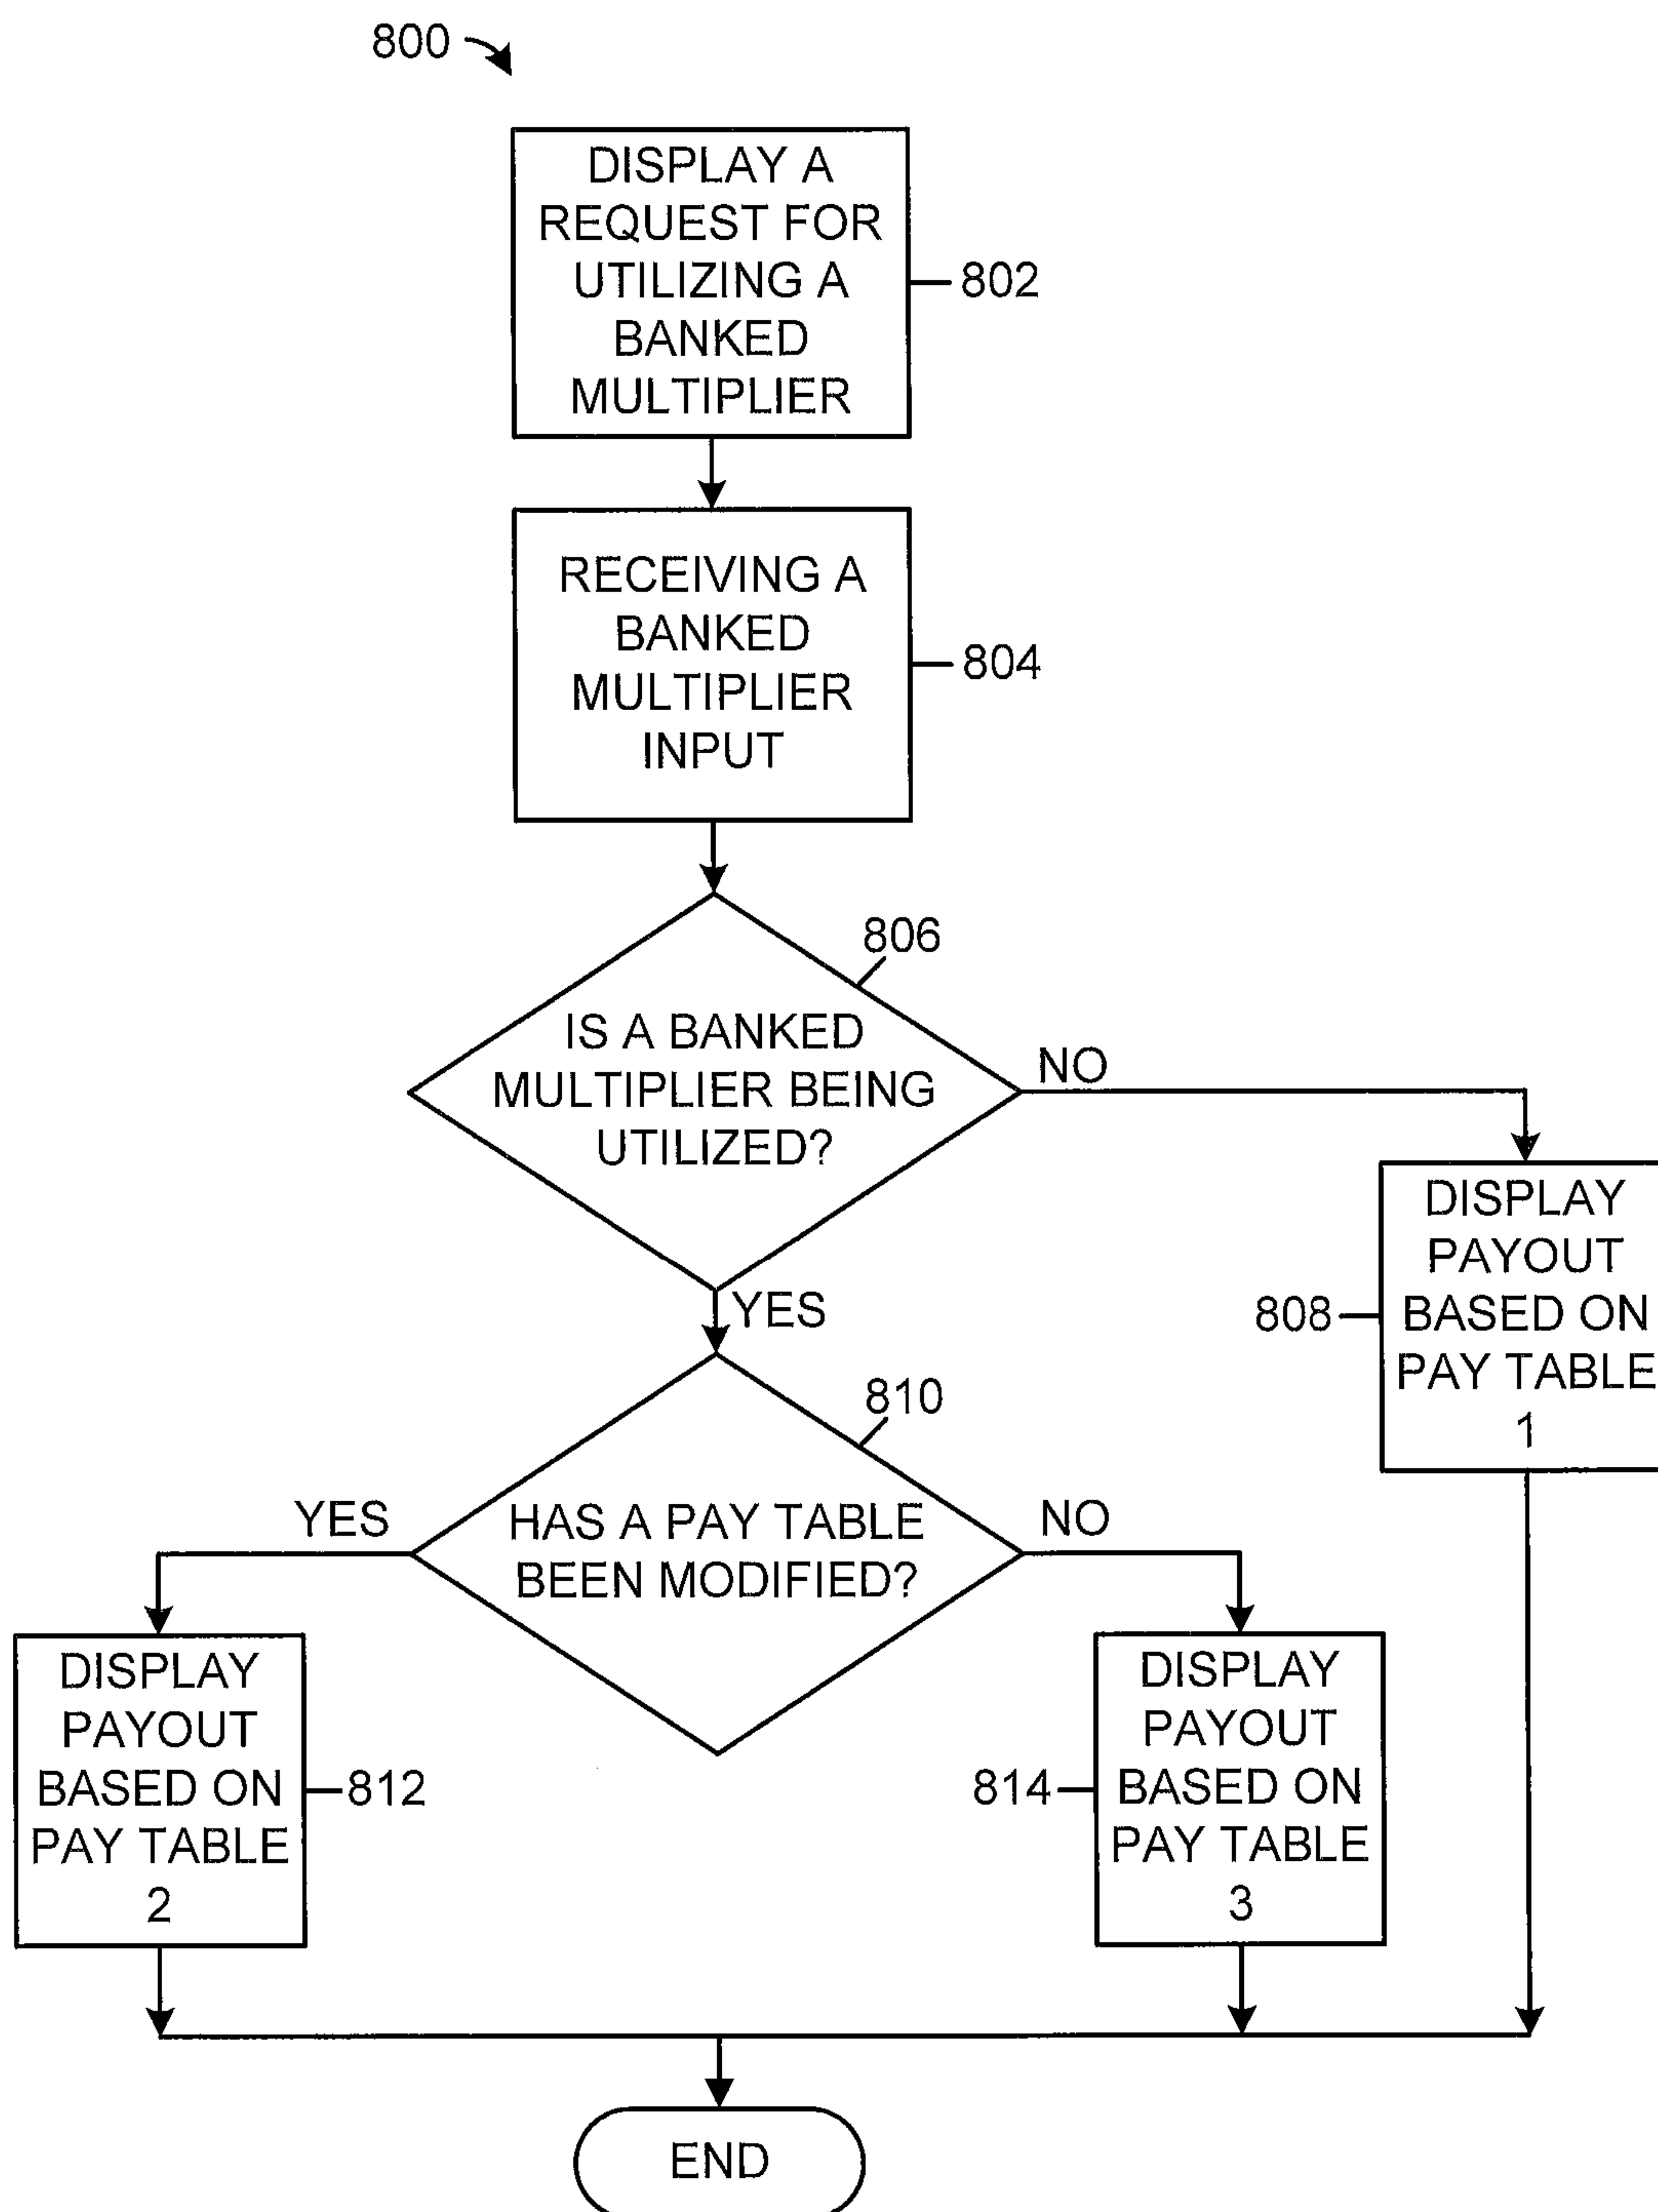 800
DISPLAY A
REQUEST FOR
UTILIZING A
BANKED
MULTIPLIER
802
RECEIVING A
BANKED
MULTIPLIER
INPUT
804
806
IS A BANKED
MULTIPLIER BEING
UTILIZED?
NO
YES
DISPLAY
PAYOUT
BASED ON
PAY TABLE
1
808
810
HAS A PAY TABLE
BEEN MODIFIED?
YES
NO
DISPLAY
PAYOUT
BASED ON
PAY TABLE
2
812
814
DISPLAY
PAYOUT
BASED ON
PAY TABLE
3
END